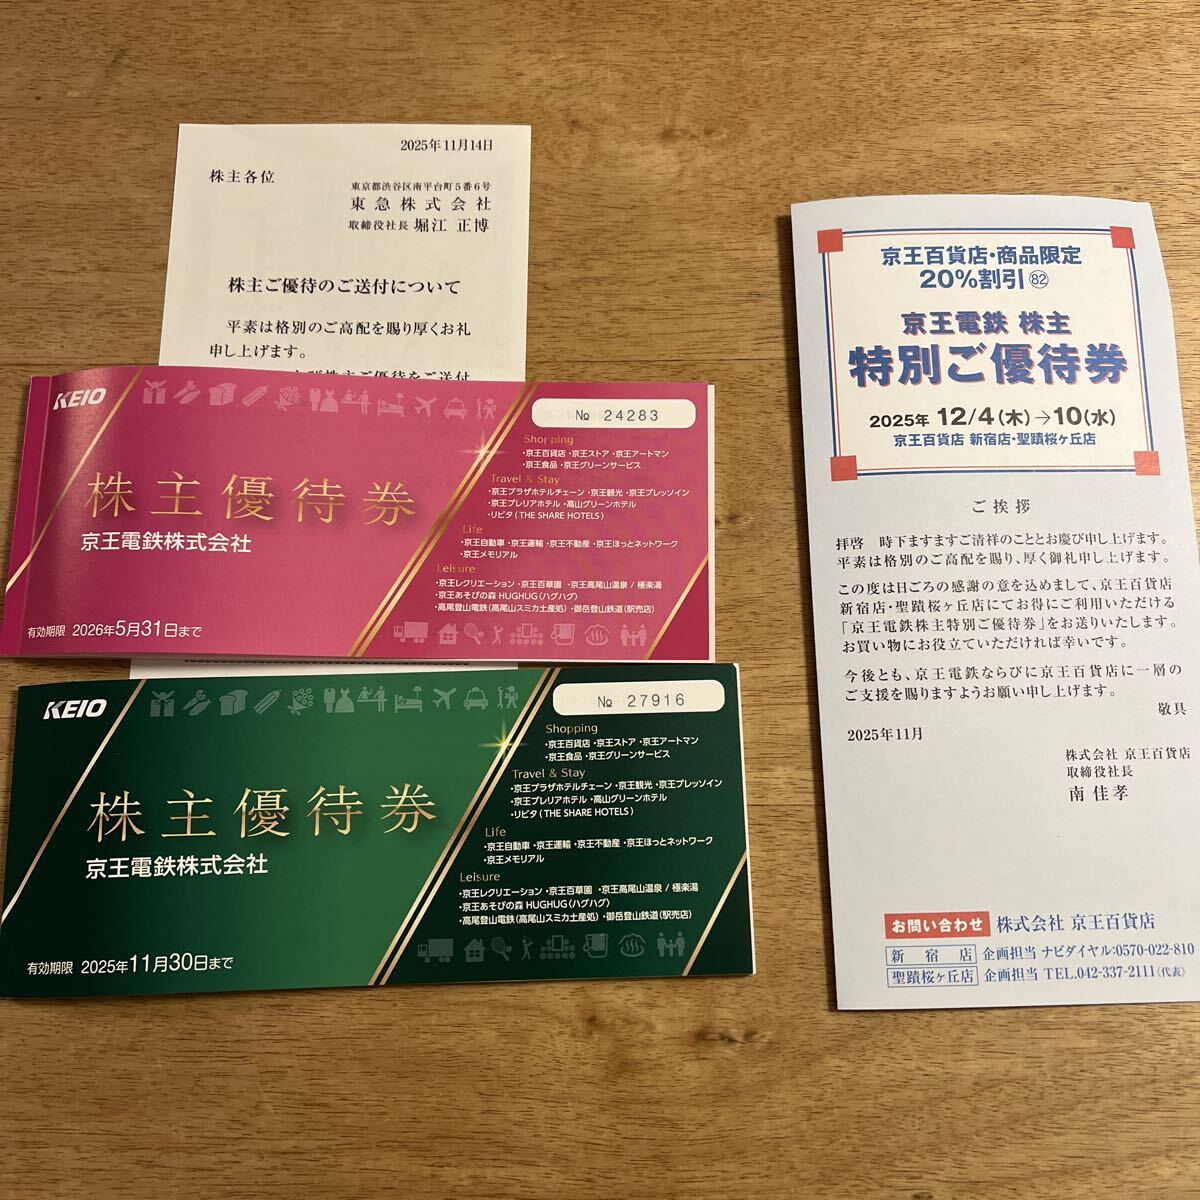 2025年11月14日
株主各位
東京都渋谷区南平台町5番6号
東急株式会社
取締役社長 堀江 正博
株主ご優待のご送付について
平素は格別のご高配を賜り厚くお礼
申し上げます。
KEIO
№ 24283
株主優待券
京王電鉄株式会社
Shopping
・京王百貨店・京王ストア・京王アートマン
・京王食品・京王グリーンサービス
Travel & Stay
・京王プラザホテルチェーン・京王観光・京王プレッソイン
・京王プレリアホテル・高山グリーンホテル
・リビタ(THE SHARE HOTELS)
Life
・京王自動車・京王運輸・京王不動産・京王ほっとネットワーク
・京王メモリアル
Leisure
・京王レクリエーション・京王百草園 ・京王高尾山温泉 / 極楽湯
・京王あそびの森 HUGHUG〈ハグハグ〉
・高尾登山電鉄(高尾山スミカ土産処)・御岳登山鉄道(駅売店)
有効期限 2026年5月31日まで
KEIO
№ 27916
株主優待券
京王電鉄株式会社
Shopping
・京王百貨店・京王ストア・京王アートマン
・京王食品・京王グリーンサービス
Travel & Stay
・京王プラザホテルチェーン・京王観光・京王プレッソイン
・京王プレリアホテル・高山グリーンホテル
・リビタ(THE SHARE HOTELS)
Life
・京王自動車・京王運輸・京王不動産・京王ほっとネットワーク
・京王メモリアル
Leisure
・京王レクリエーション・京王百草園 ・京王高尾山温泉 / 極楽湯
・京王あそびの森 HUGHUG〈ハグハグ〉
・高尾登山電鉄(高尾山スミカ土産処)・御岳登山鉄道(駅売店)
有効期限 2025年11月30日まで
京王百貨店・商品限定
20%割引㊷
京王電鉄 株主
特別ご優待券
2025年 12/4(木)→10(水)
京王百貨店 新宿店・聖蹟桜ヶ丘店
ご挨拶
拝啓 時下ますますご清祥のこととお慶び申し上げます。
平素は格別のご高配を賜り、厚く御礼申し上げます。
この度は日ごろの感謝の意を込めまして、京王百貨店
新宿店・聖蹟桜ヶ丘店にてお得にご利用いただける
「京王電鉄株主特別ご優待券」をお送りいたします。
お買い物にお役立ていただければ幸いです。
今後とも、京王電鉄ならびに京王百貨店に一層の
ご支援を賜りますようお願い申し上げます。
敬具
2025年11月
株式会社 京王百貨店
取締役社長
南 佳孝
お問い合わせ 株式会社 京王百貨店
新宿店 企画担当 ナビダイヤル:0570-022-810
聖蹟桜ヶ丘店 企画担当 TEL.042-337-2111〈代表〉